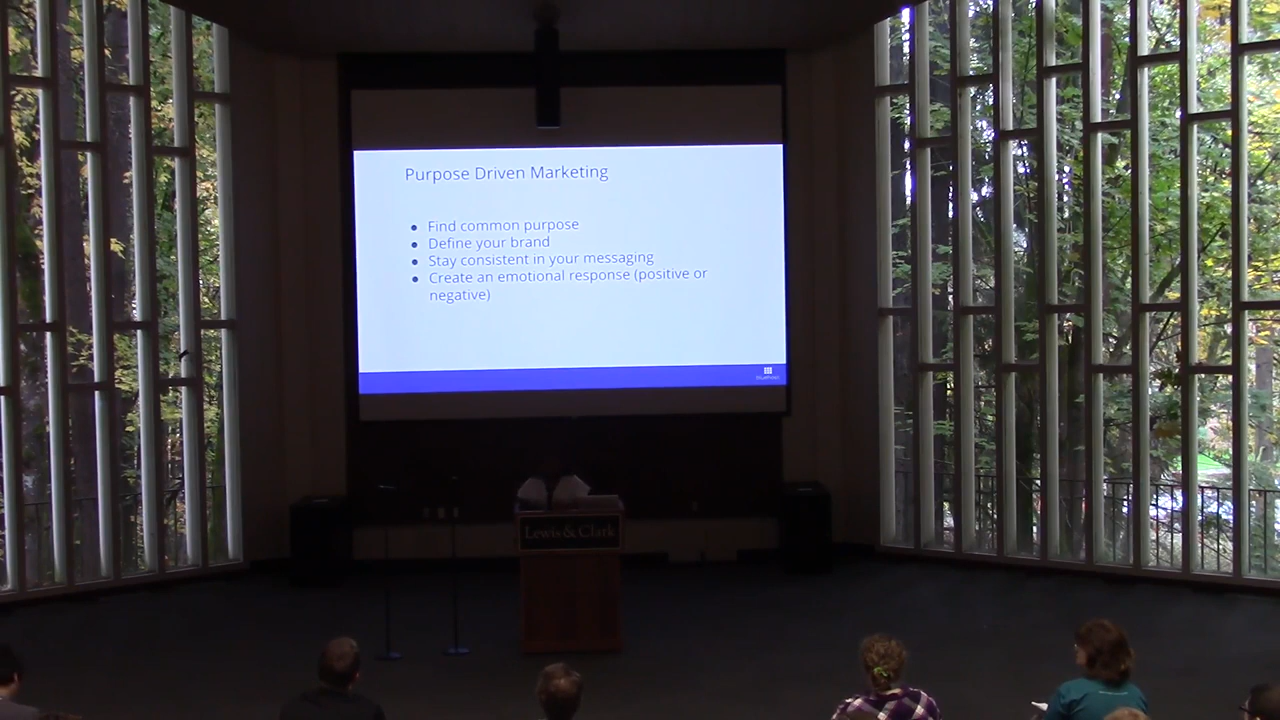 Purpose Driven Marketing
● Find common purpose
● Define your brand
● Stay consistent in your messaging
● Create an emotional response (positive or
negative)
Lewis & Clark